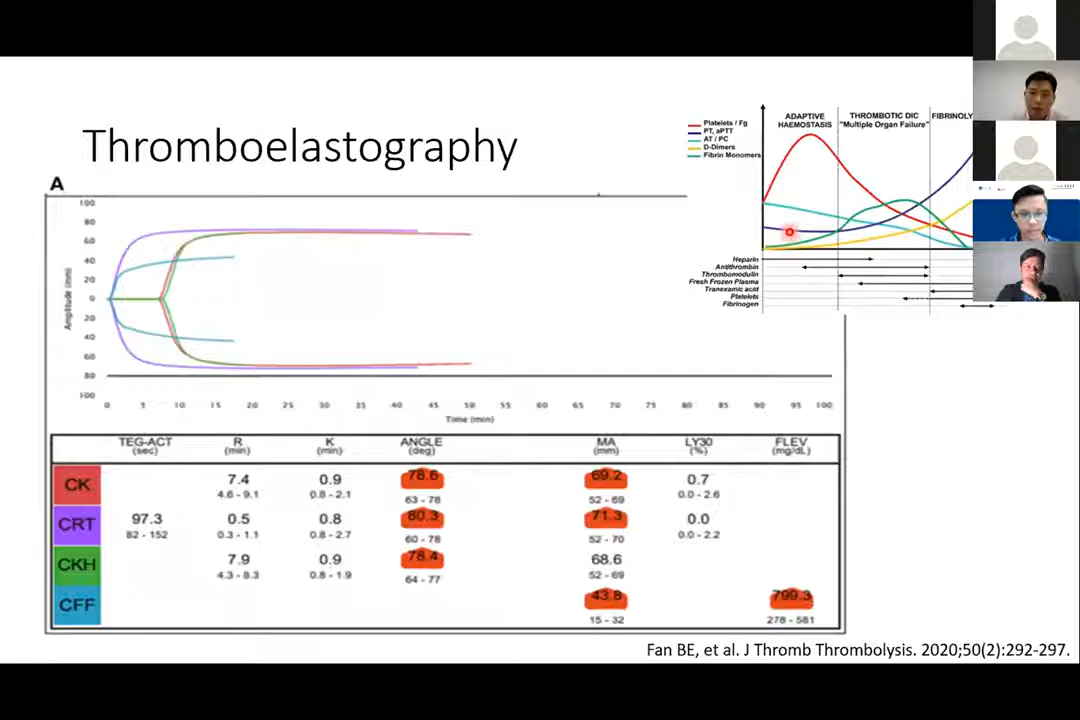 Thromboelastography
Platelets / Fg
PT, aPTT
AT / PC
D-Dimers
Fibrin Monomers
ADAPTIVE
HAEMOSTASIS
THROMBOTIC DIC
"Multiple Organ Failure"
FIBRINOLY
Heparin
Antithrombin
Thrombomodulin
Fresh Frozen Plasma
Tranexamic acid
Platelets
Fibrinogen
A
100
80
60
40
20
0
20
40
60
80
100
Amplitude (mm)
0 5 10 15 20 25 30 35 40 45 50 55 60 65 70 75 80 85 90 95 100
Time (min)
TEG-ACT R K ANGLE MA LY30 FLEV
(sec) (min) (min) (deg) (mm) (%) (mg/dL)
CK 7.4 0.9 78.6 69.2 0.7
4.6 - 9.1 0.8 - 2.1 63 - 78 52 - 69 0.0 - 2.6
CRT 97.3 0.5 0.8 80.3 71.3 0.0
82 - 152 0.3 - 1.1 0.8 - 2.7 60 - 78 52 - 70 0.0 - 2.2
CKH 7.9 0.9 78.4 68.6
4.3 - 8.3 0.8 - 1.9 64 - 77 52 - 69
CFF 43.8 799.3
15 - 32 278 - 581
Fan BE, et al. J Thromb Thrombolysis. 2020;50(2):292-297.